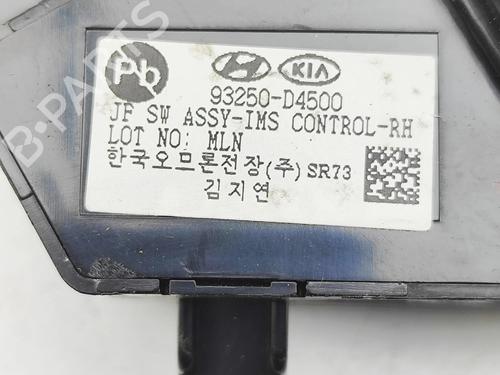 Pb
KIA
93250-D4500
JF SW ASSY-IMS CONTROL-RH
LOT NO: MLN
한국오므론전장(주) SR73
김지연
B-PARTS